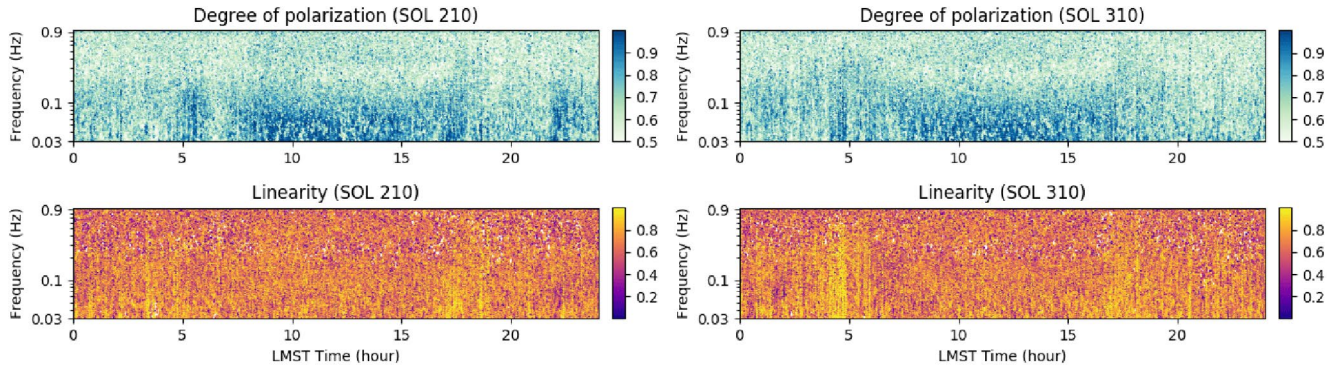 Degree of polarization (SOL 210)
Frequency (Hz)
0.9
0.1
0.03
0 5 10 15 20
0.9
0.8
0.7
0.6
0.5
Degree of polarization (SOL 310)
Frequency (Hz)
0.9
0.1
0.03
0 5 10 15 20
0.9
0.8
0.7
0.6
0.5
Linearity (SOL 210)
Frequency (Hz)
0.9
0.1
0.03
0 5 10 15 20
LMST Time (hour)
0.8
0.6
0.4
0.2
Linearity (SOL 310)
Frequency (Hz)
0.9
0.1
0.03
0 5 10 15 20
LMST Time (hour)
0.8
0.6
0.4
0.2